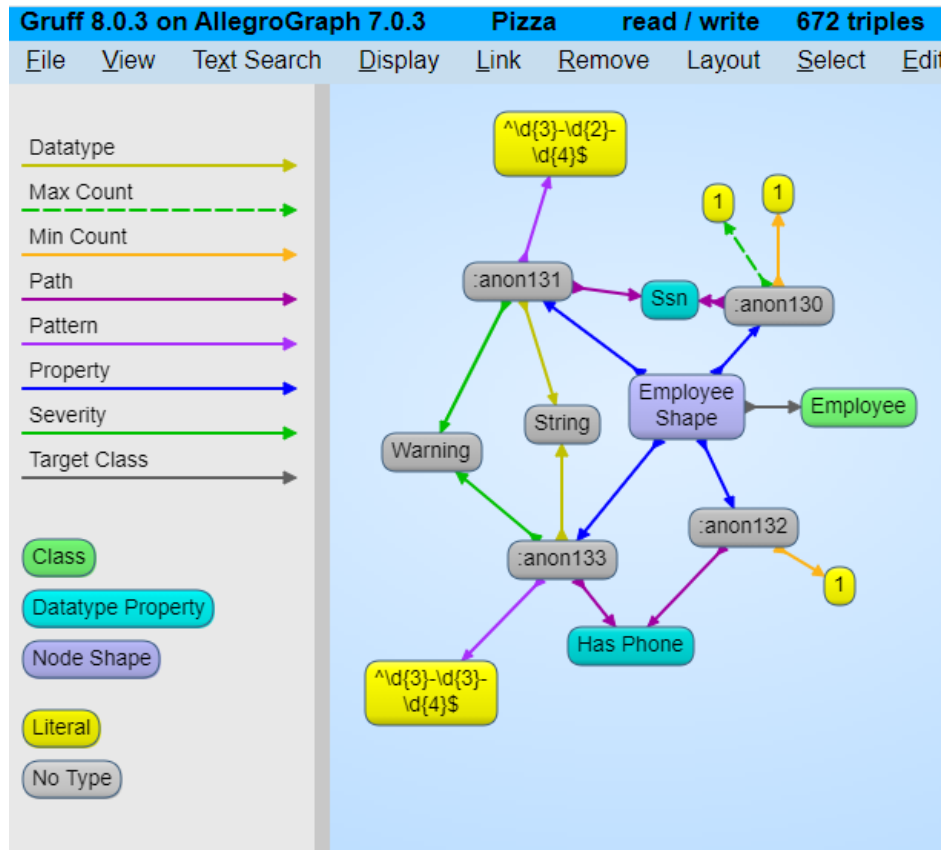 Gruff 8.0.3 on AllegroGraph 7.0.3 Pizza read / write 672 triples
File View Text Search Display Link Remove Layout Select Edit
Datatype
Max Count
Min Count
Path
Pattern
Property
Severity
Target Class
Class
Datatype Property
Node Shape
Literal
No Type
^\d{3}-\d{2}-
\d{4}$
1
1
:anon131
Ssn
:anon130
Employee
Shape
Employee
String
Warning
:anon132
:anon133
1
Has Phone
^\d{3}-\d{3}-
\d{4}$